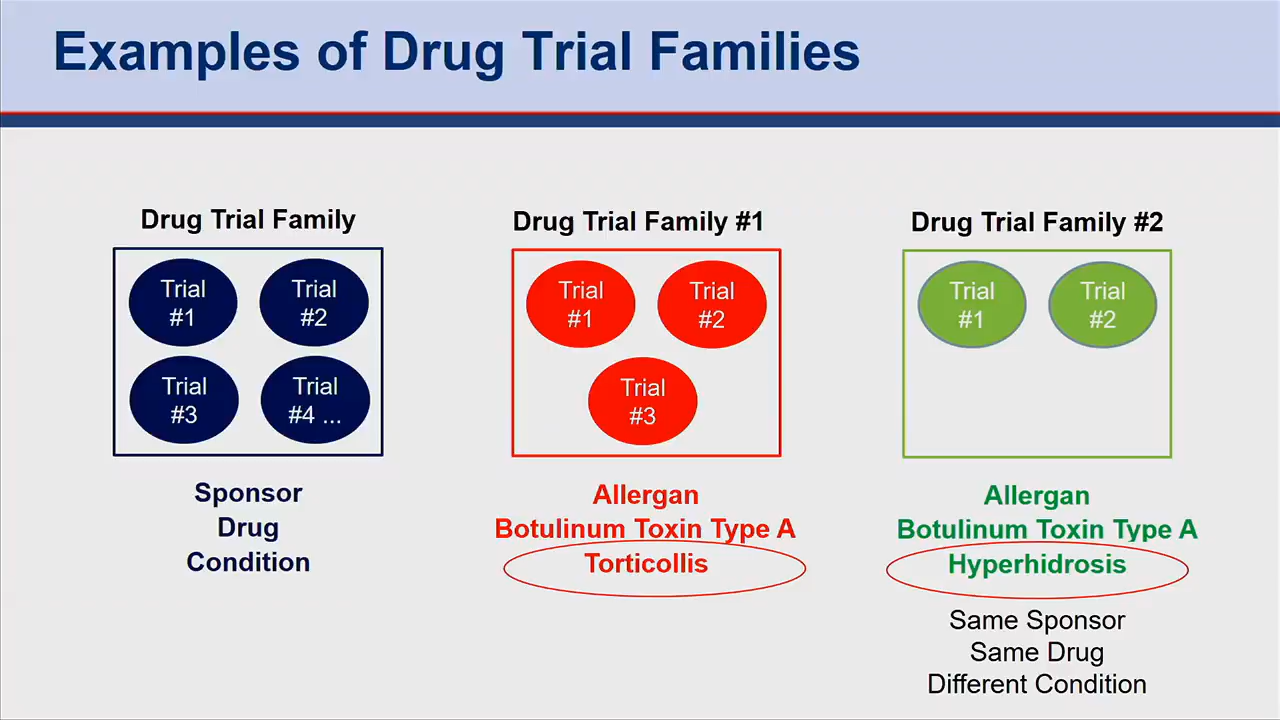 Examples of Drug Trial Families
Drug Trial Family
Trial
#1
Trial
#2
Trial
#3
Trial
#4 ...
Sponsor
Drug
Condition
Drug Trial Family #1
Trial
#1
Trial
#2
Trial
#3
Allergan
Botulinum Toxin Type A
Torticollis
Drug Trial Family #2
Trial
#1
Trial
#2
Allergan
Botulinum Toxin Type A
Hyperhidrosis
Same Sponsor
Same Drug
Different Condition